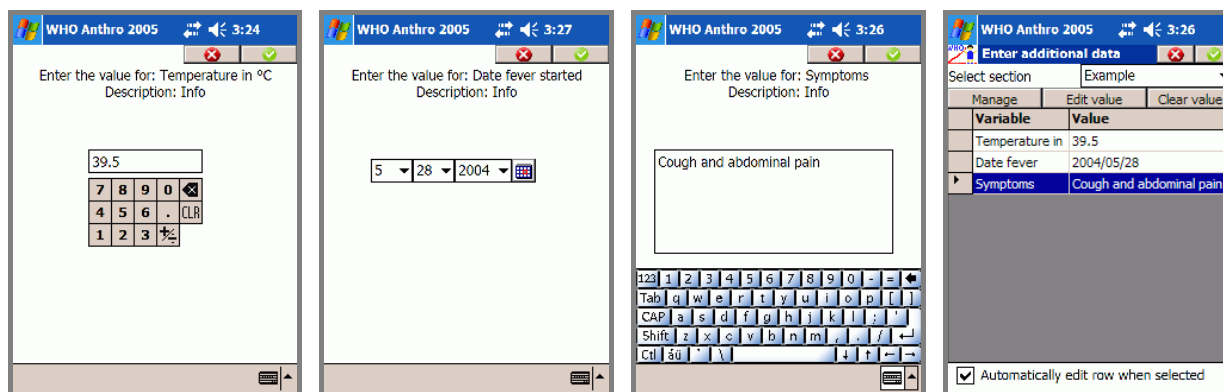 WHO Anthro 2005 3:24
Enter the value for: Temperature in ºC
Description: Info
39.5
7 8 9 0
4 5 6 . CLR
1 2 3 +/-
WHO Anthro 2005 3:27
Enter the value for: Date fever started
Description: Info
5 28 2004
WHO Anthro 2005 3:26
Enter the value for: Symptoms
Description: Info
Cough and abdominal pain
123 1 2 3 4 5 6 7 8 9 0 - =
Tab q w e r t y u i o p [ ]
CAP a s d f g h j k l ; '
Shift z x c v b n m , . /
Ctl áü ` \
WHO Anthro 2005 3:26
WHO Enter additional data
Select section Example
Manage Edit value Clear value
Variable Value
Temperature in 39.5
Date fever 2004/05/28
Symptoms Cough and abdominal pain
Automatically edit row when selected